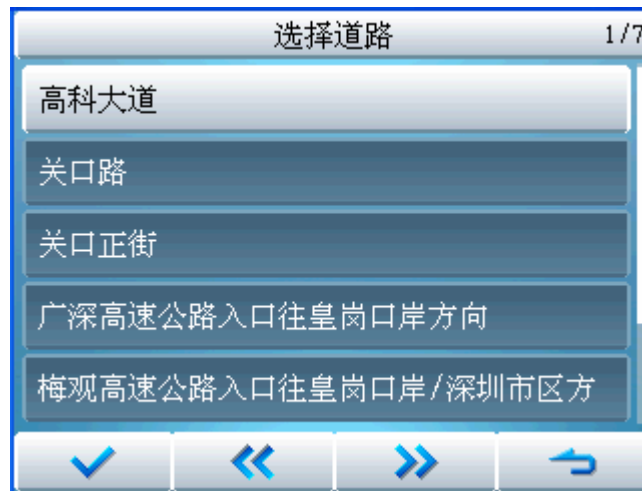 选择道路 1/7
高科大道
关口路
关口正街
广深高速公路入口往皇岗口岸方向
梅观高速公路入口往皇岗口岸/深圳市区方